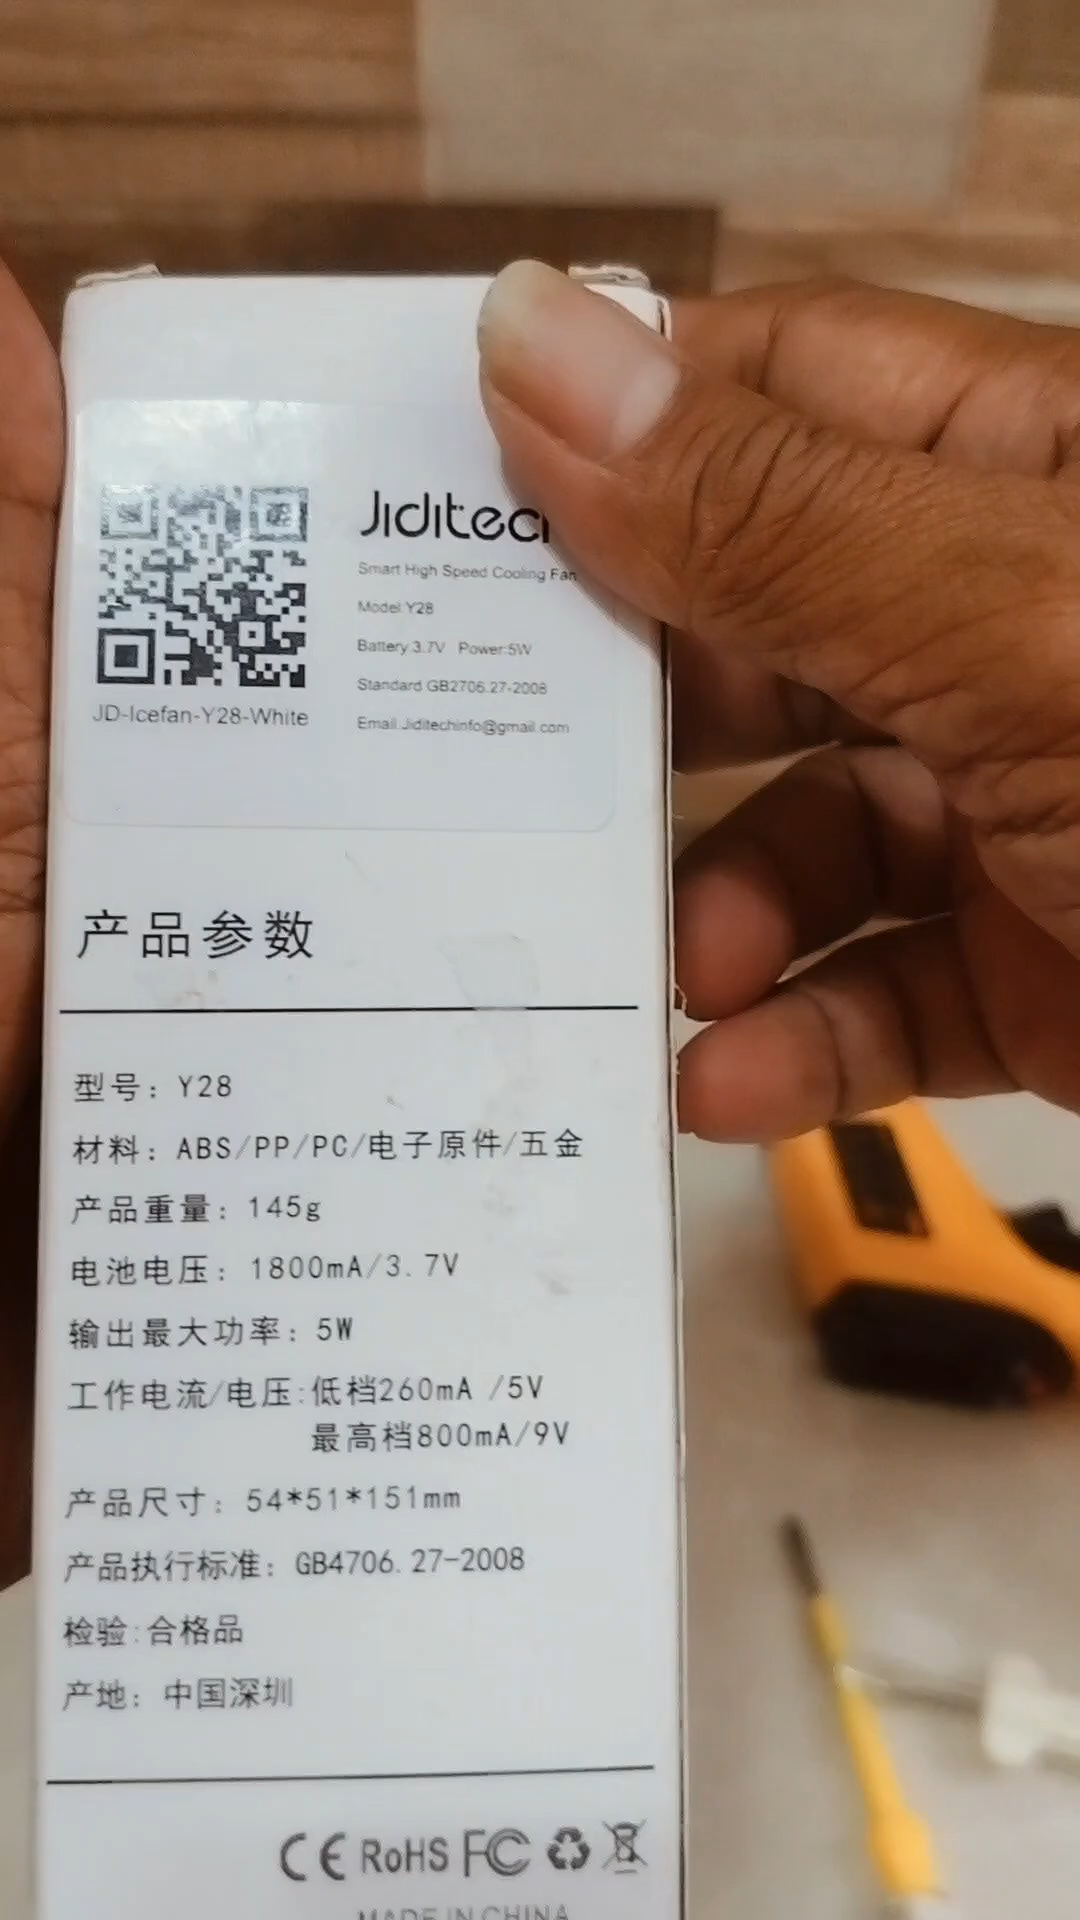 Jiditec
Smart High Speed Cooling Fan
Model:Y28
Battery:3.7V Power:5W
Standard:GB2706.27-2008
Email:Jiditechinfo@gmail.com
JD-Icefan-Y28-White
产品参数
型号：Y28
材料：ABS/PP/PC/电子原件/五金
产品重量：145g
电池电压：1800mA/3.7V
输出最大功率：5W
工作电流/电压:低档260mA /5V
最高档800mA/9V
产品尺寸：54*51*151mm
产品执行标准：GB4706.27-2008
检验:合格品
产地：中国深圳
CE RoHS FC
MADE IN CHINA